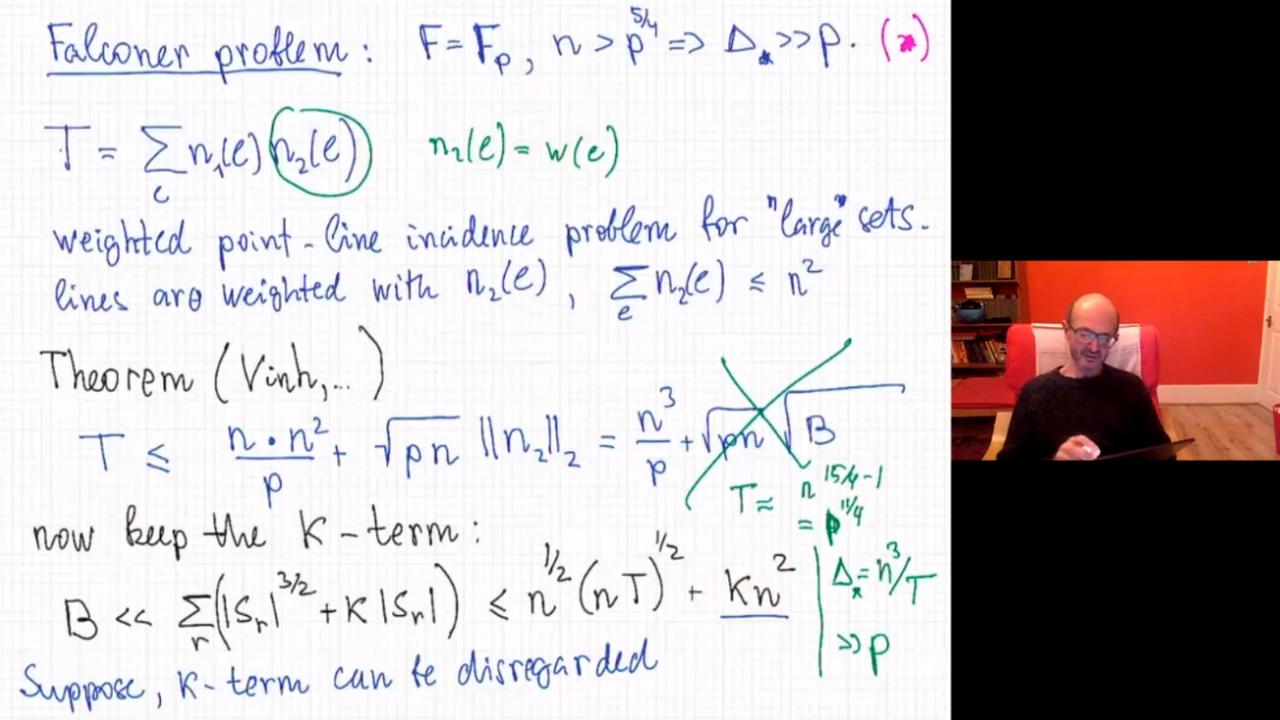 Falconer problem: F = F_p, n > p^{5/4} => Δ_* >> p. (*)
T = Σ_e n_1(e) n_2(e) n_2(e) = w(e)
weighted point-line incidence problem for "large" sets.
lines are weighted with n_2(e), Σ_e n_2(e) ≤ n^2
Theorem (Vinh,...)
T ≤ n·n^2/p + √(pn) ||n_2||_2 = n^3/p + √(pn) √B
T ≈ n^{15/4-1}
= p^{11/4}
now keep the K-term:
B << Σ_r (|S_r|^{3/2} + K|S_r|) ≤ n^{1/2} (nT)^{1/2} + Kn^2
Δ_* = n^3/T
>> p
Suppose, K-term can be disregarded